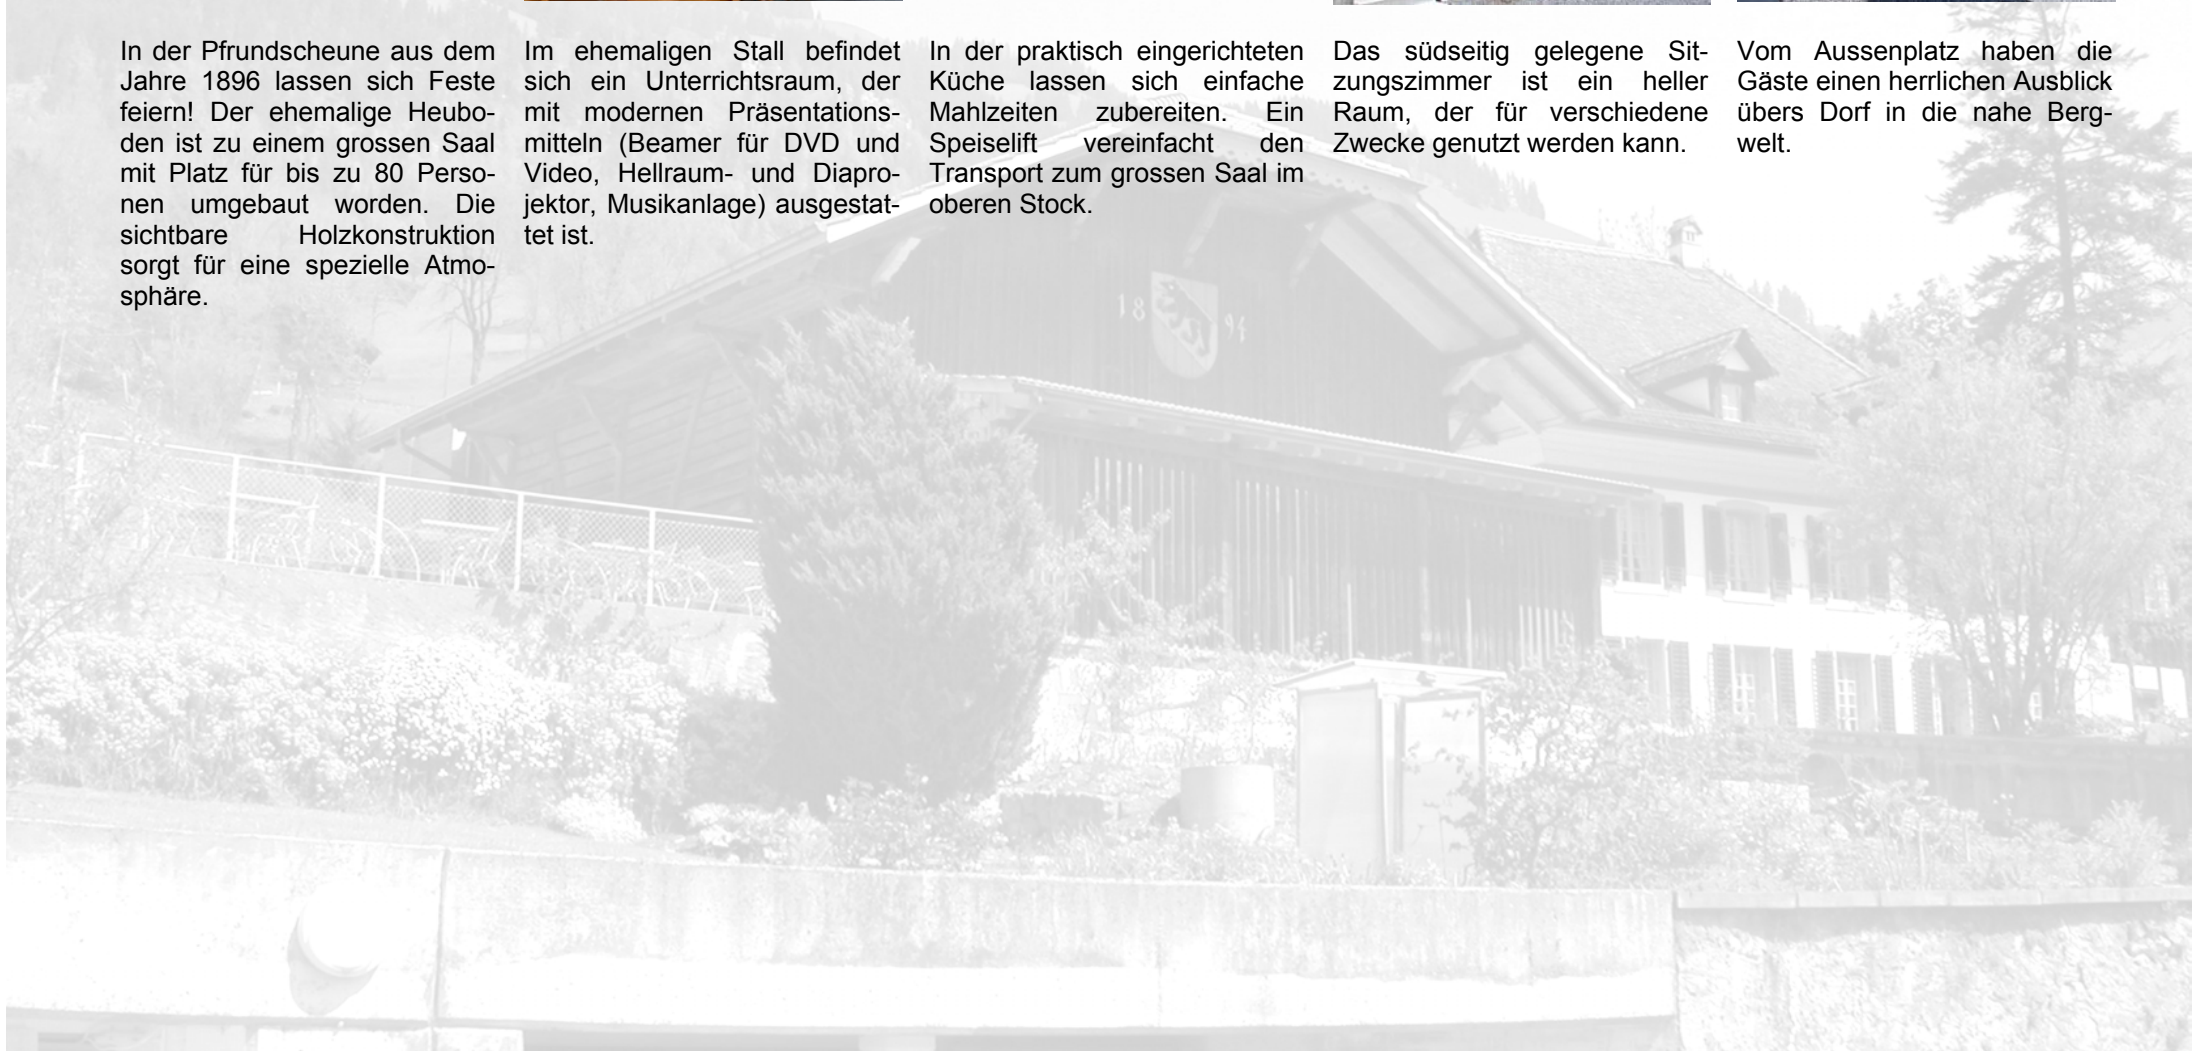 In der Pfrundscheune aus dem
Jahre 1896 lassen sich Feste
feiern! Der ehemalige Heubo-
den ist zu einem grossen Saal
mit Platz für bis zu 80 Perso-
nen umgebaut worden. Die
sichtbare Holzkonstruktion
sorgt für eine spezielle Atmo-
sphäre.
Im ehemaligen Stall befindet
sich ein Unterrichtsraum, der
mit modernen Präsentations-
mitteln (Beamer für DVD und
Video, Hellraum- und Diapro-
jektor, Musikanlage) ausgestat-
tet ist.
In der praktisch eingerichteten
Küche lassen sich einfache
Mahlzeiten zubereiten. Ein
Speiselift vereinfacht den
Transport zum grossen Saal im
oberen Stock.
Das südseitig gelegene Sit-
zungszimmer ist ein heller
Raum, der für verschiedene
Zwecke genutzt werden kann.
Vom Aussenplatz haben die
Gäste einen herrlichen Ausblick
übers Dorf in die nahe Berg-
welt.
18 94